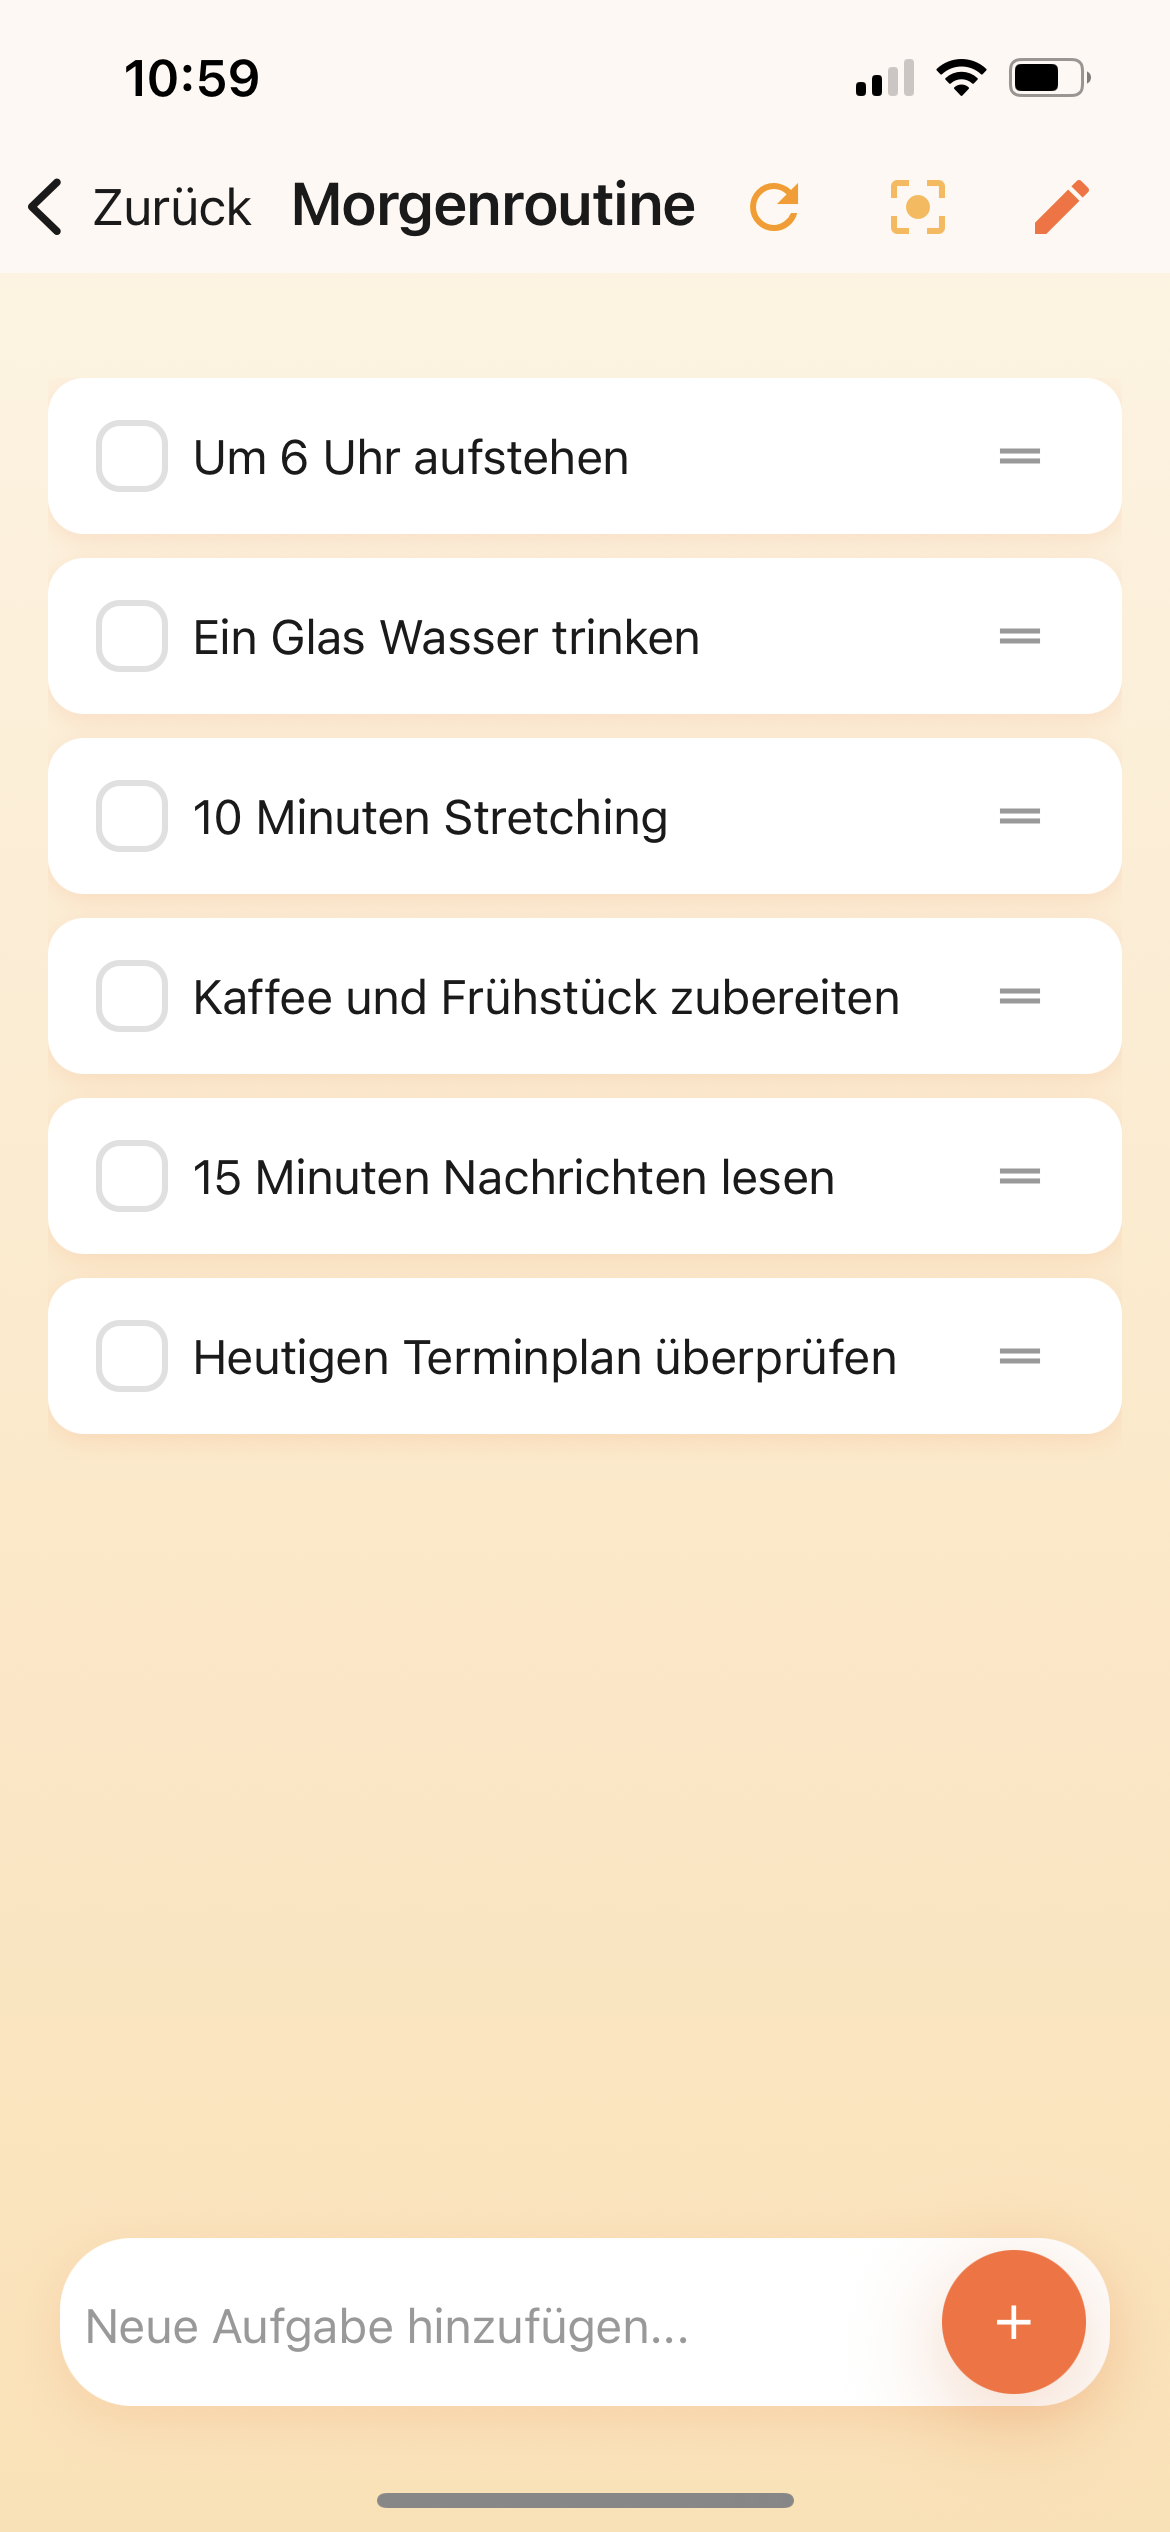 10:59
Zurück Morgenroutine
Um 6 Uhr aufstehen
Ein Glas Wasser trinken
10 Minuten Stretching
Kaffee und Frühstück zubereiten
15 Minuten Nachrichten lesen
Heutigen Terminplan überprüfen
Neue Aufgabe hinzufügen...